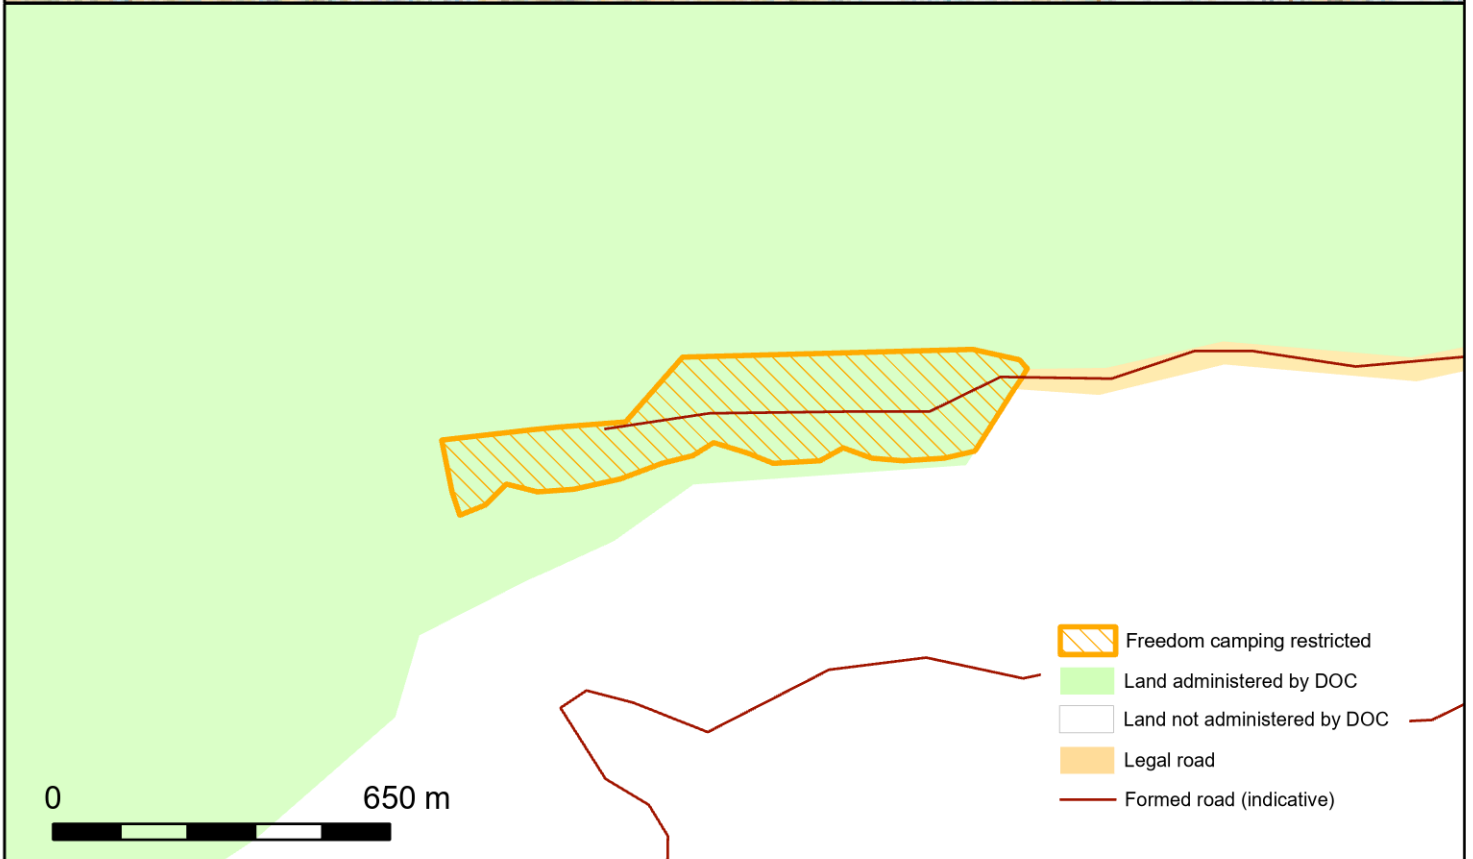 Freedom camping restricted
Land administered by DOC
Land not administered by DOC
Legal road
Formed road (indicative)
0 650 m